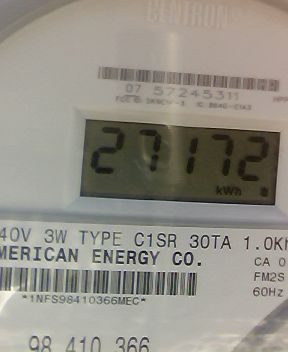 CENTRON
07 57245311
27172
kWh
40V 3W TYPE C1SR 30TA 1.0Kh
MERICAN ENERGY CO.
CA 0
FM2S
60Hz
*1NFS98410366MEC*
98 410 366